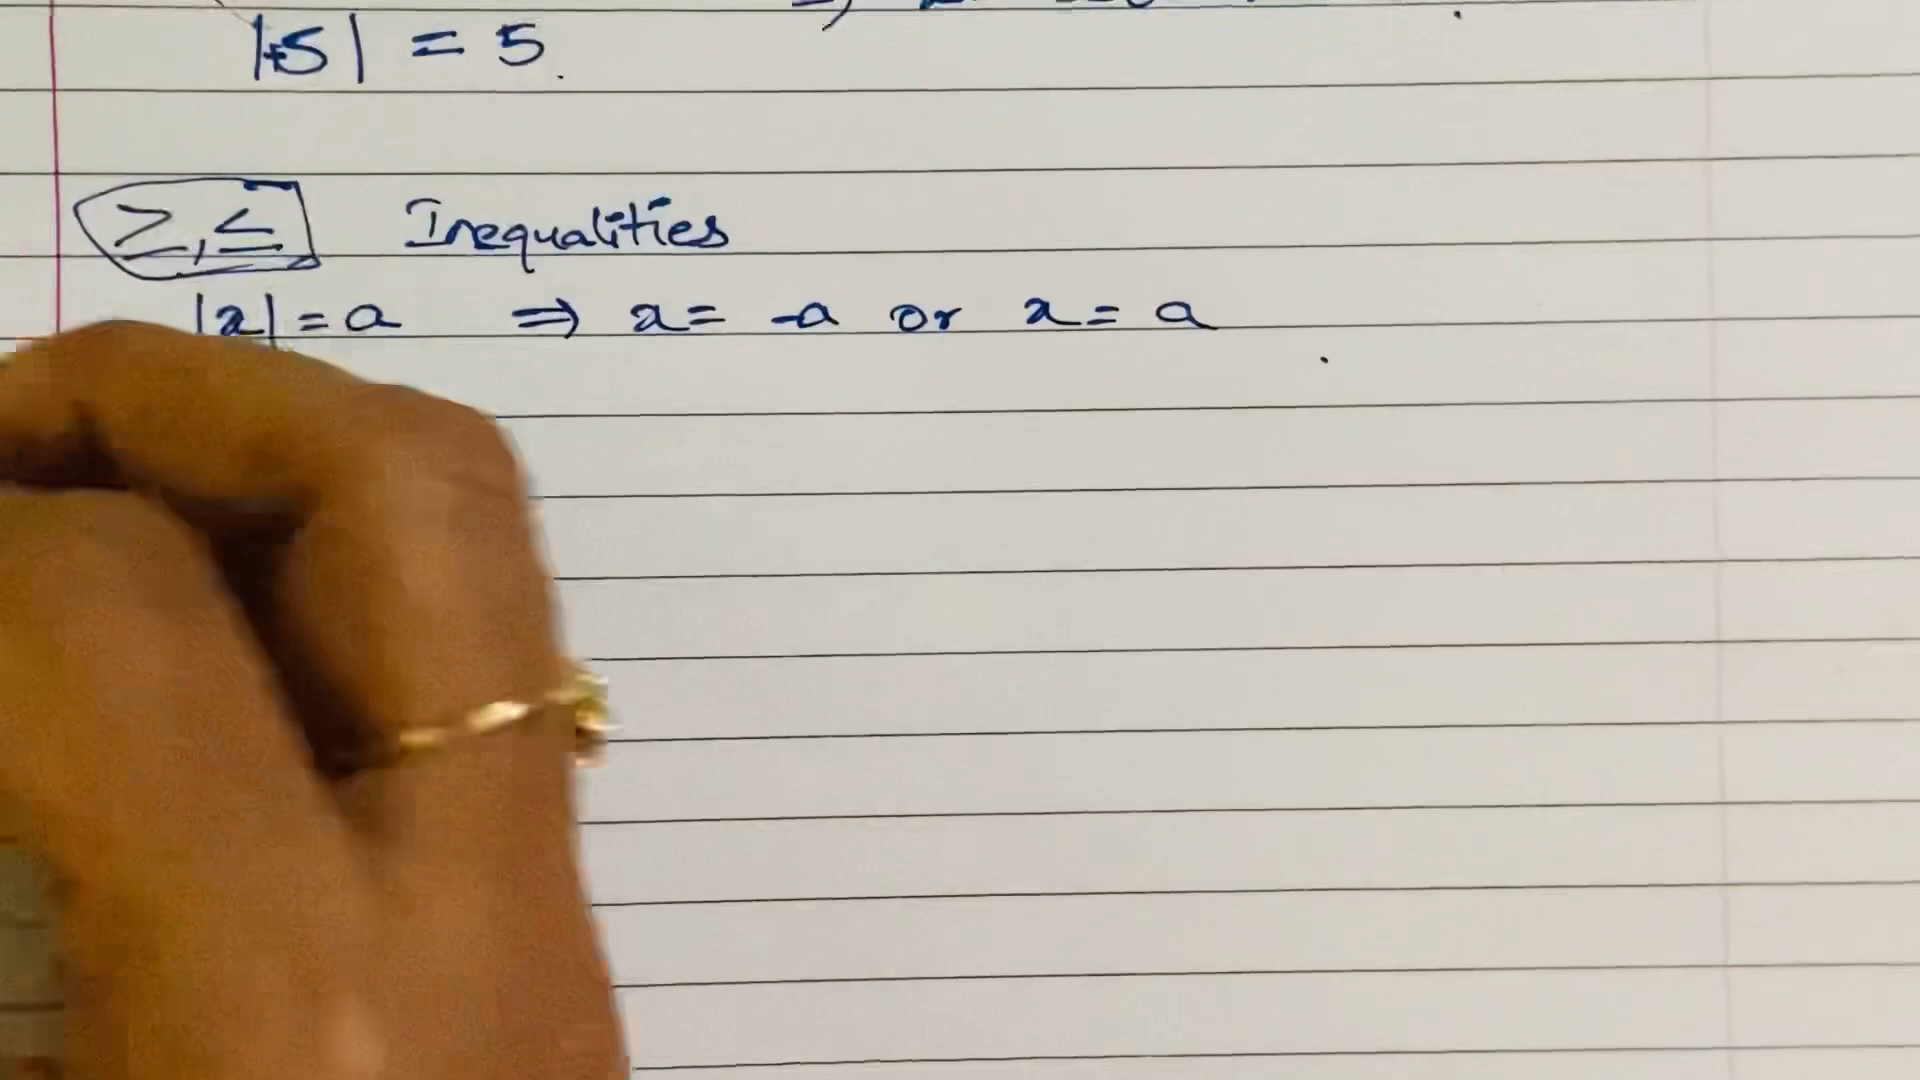 |+5| = 5.
≥, ≤ Inequalities
|x| = a ⇒ x = -a or x = a